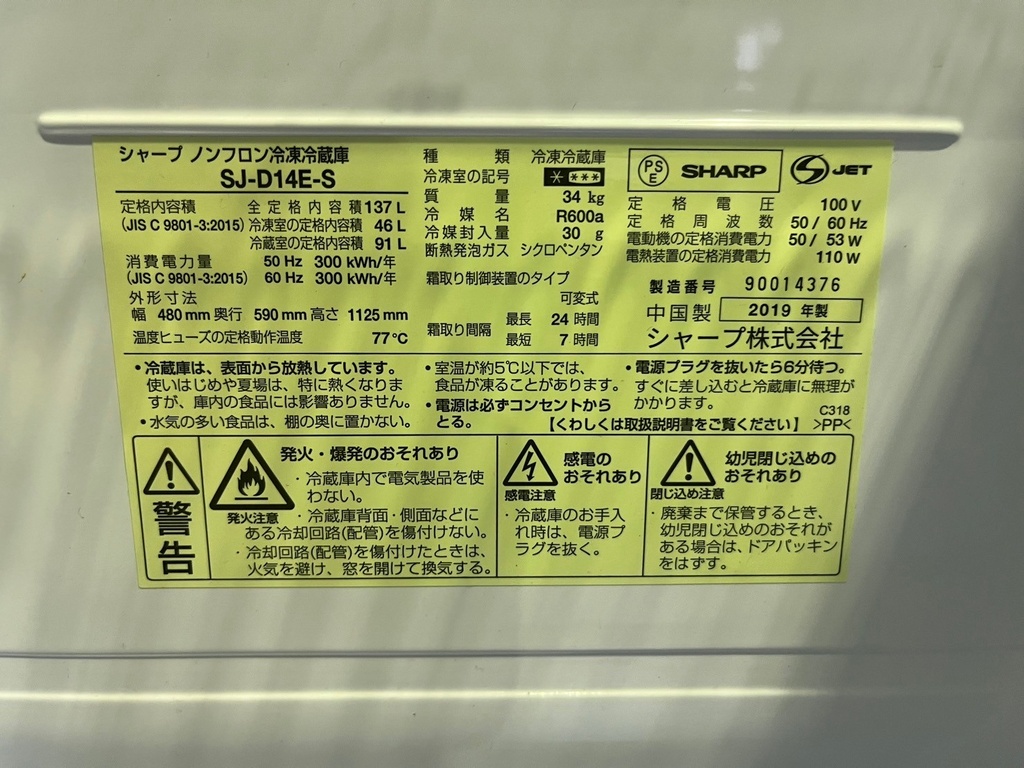 シャープ ノンフロン冷凍冷蔵庫
SJ-D14E-S
定格内容積 全定格内容積 137 L
(JIS C 9801-3:2015) 冷凍室の定格内容積 46 L
冷蔵室の定格内容積 91 L
消費電力量 50 Hz 300 kWh/年
(JIS C 9801-3:2015) 60 Hz 300 kWh/年
外形寸法
幅 480 mm 奥行 590 mm 高さ 1125 mm
温度ヒューズの定格動作温度 77℃
種類 冷凍冷蔵庫
冷凍室の記号 * ***
質量 34 kg
冷媒名 R600a
冷媒封入量 30 g
断熱発泡ガス シクロペンタン
霜取り制御装置のタイプ
可変式
霜取り間隔 最長 24 時間
最短 7 時間
PSE SHARP S JET
定格電圧 100 V
定格周波数 50 / 60 Hz
電動機の定格消費電力 50 / 53 W
電熱装置の定格消費電力 110 W
製造番号 90014376
中国製 2019 年製
シャープ株式会社
・冷蔵庫は、表面から放熱しています。
使いはじめや夏場は、特に熱くなりま
すが、庫内の食品には影響ありません。
・水気の多い食品は、棚の奥に置かない。
・室温が約5℃以下では、
食品が凍ることがあります。
・電源は必ずコンセントから
とる。
・電源プラグを抜いたら6分待つ。
すぐに差し込むと冷蔵庫に無理が
かかります。
C318
【くわしくは取扱説明書をご覧ください】 >PP<
警告
発火・爆発のおそれあり
発火注意
・冷蔵庫内で電気製品を使
わない。
・冷蔵庫背面・側面などに
ある冷却回路(配管)を傷付けない。
・冷却回路(配管)を傷付けたときは、
火気を避け、窓を開けて換気する。
感電の
おそれあり
感電注意
・冷蔵庫のお手入
れ時は、電源プ
ラグを抜く。
幼児閉じ込めの
おそれあり
閉じ込め注意
・廃棄まで保管するとき、
幼児閉じ込めのおそれが
ある場合は、ドアパッキン
をはずす。